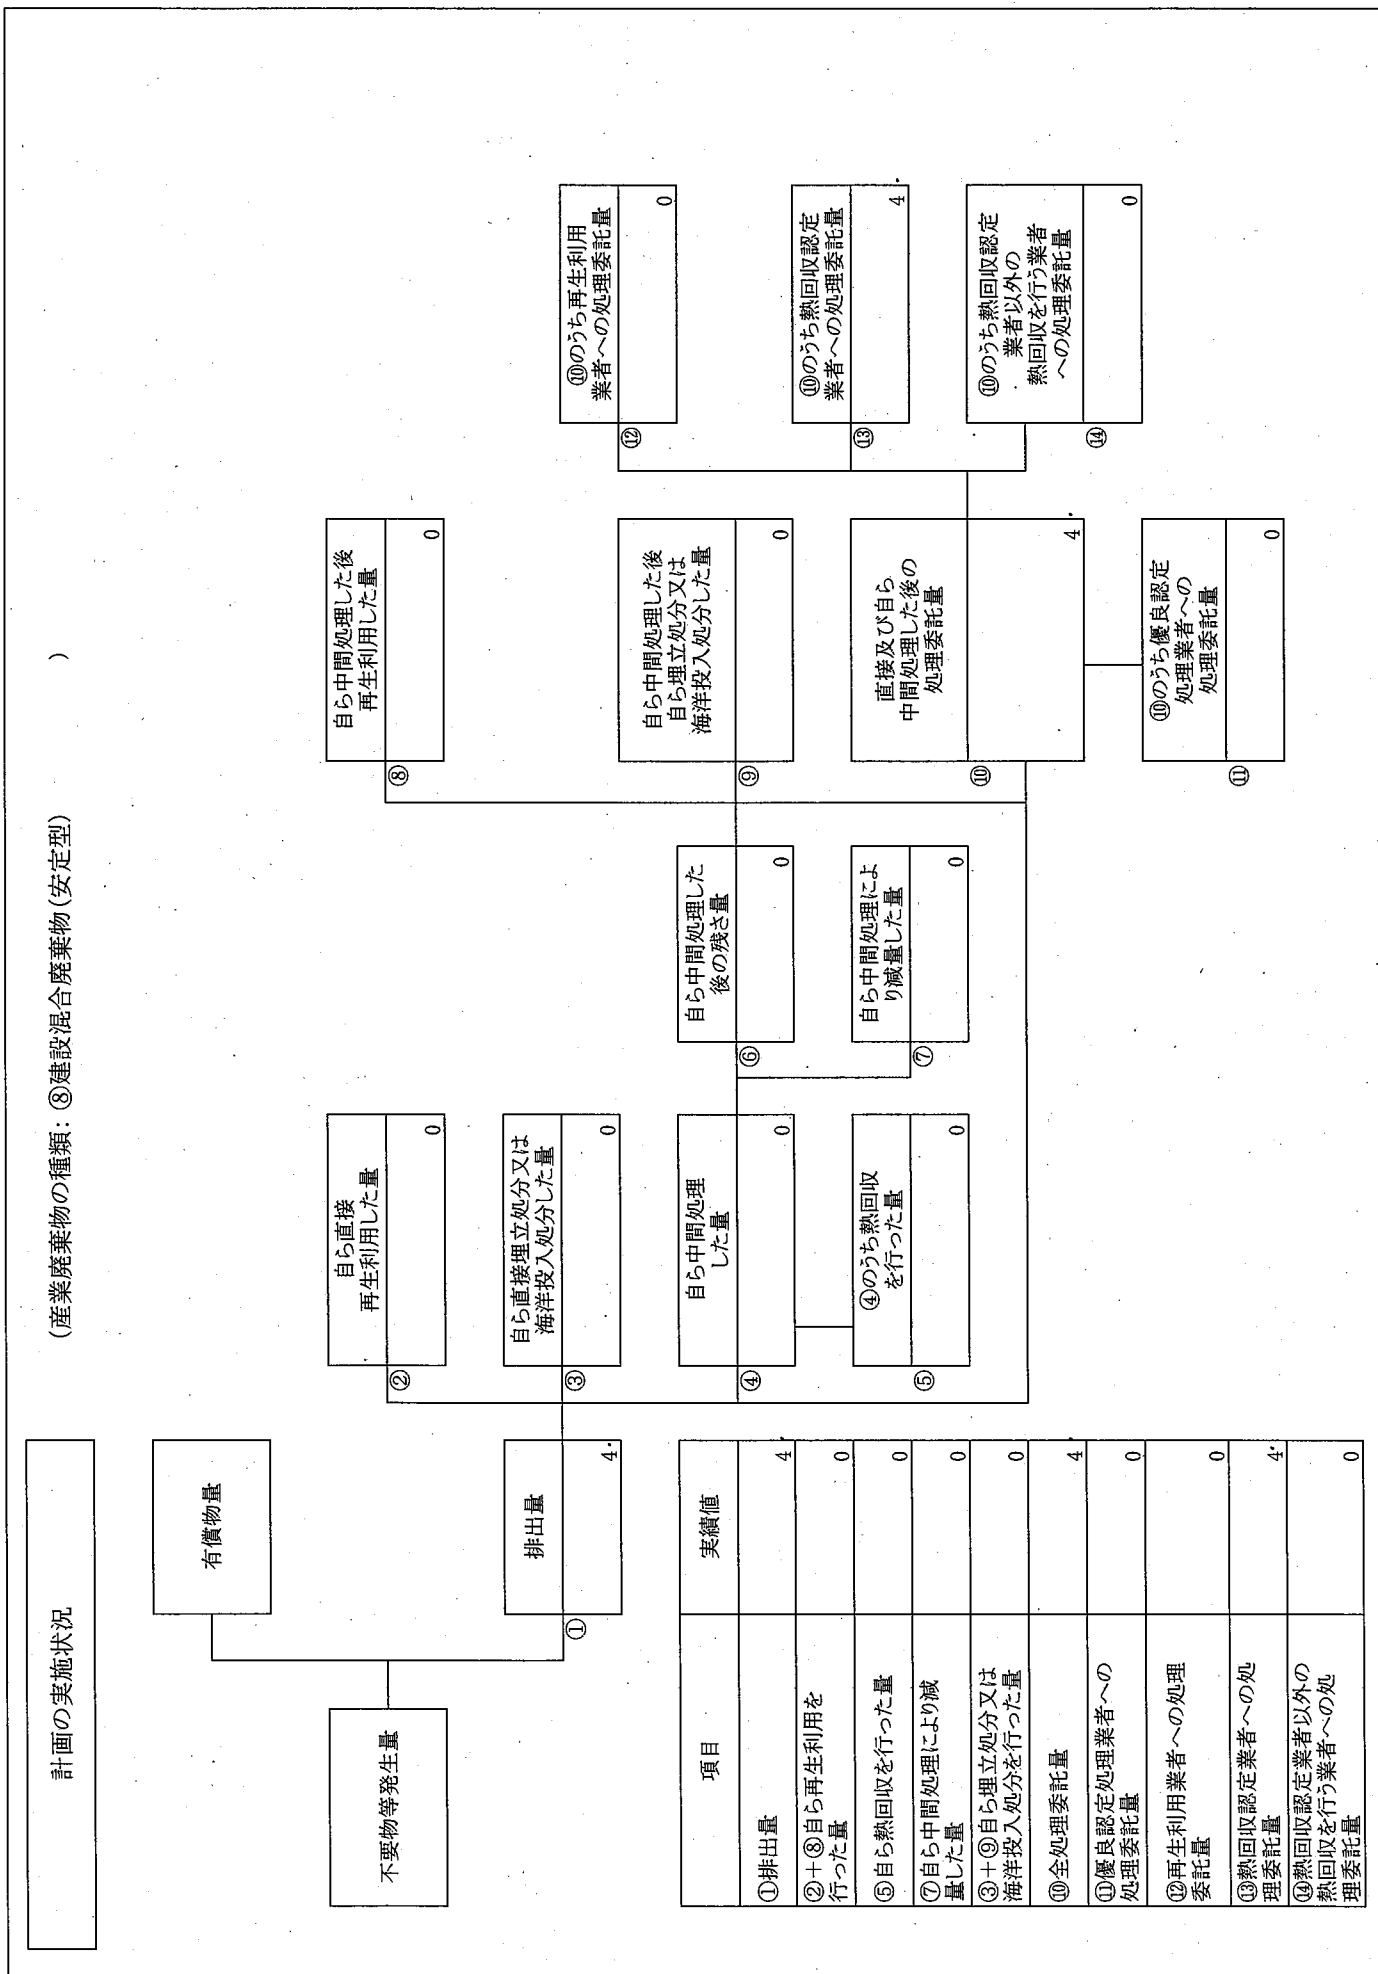 計画の実施状況
(産業廃棄物の種類：⑧建設混合廃棄物(安定型)　　　)
不要物等発生量
有償物量
①
排出量
4
②
自ら直接
再生利用した量
0
③
自ら直接埋立処分又は
海洋投入処分した量
0
④
自ら中間処理
した量
0
⑤
④のうち熱回収
を行った量
0
⑥
自ら中間処理した
後の残さ量
0
⑦
自ら中間処理によ
り減量した量
0
⑧
自ら中間処理した後
再生利用した量
0
⑨
自ら中間処理した後
自ら埋立処分又は
海洋投入処分した量
0
⑩
直接及び自ら
中間処理した後の
処理委託量
4
⑪
⑩のうち優良認定
処理業者への
処理委託量
0
⑫
⑩のうち再生利用
業者への処理委託量
0
⑬
⑩のうち熱回収認定
業者への処理委託量
4
⑭
⑩のうち熱回収認定
業者以外の
熱回収を行う業者
への処理委託量
0
項目 実績値
①排出量 4
②+⑧自ら再生利用を
行った量 0
⑤自ら熱回収を行った量 0
⑦自ら中間処理により減
量した量 0
③+⑨自ら埋立処分又は
海洋投入処分を行った量 0
⑩全処理委託量 4
⑪優良認定処理業者への
処理委託量 0
⑫再生利用業者への処理
委託量 0
⑬熱回収認定業者への処
理委託量 4
⑭熱回収認定業者以外の
熱回収を行う業者への処
理委託量 0